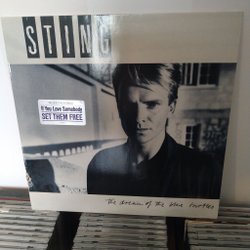 STING
If You Love Somebody
SET THEM FREE
the dream of the blue turtles